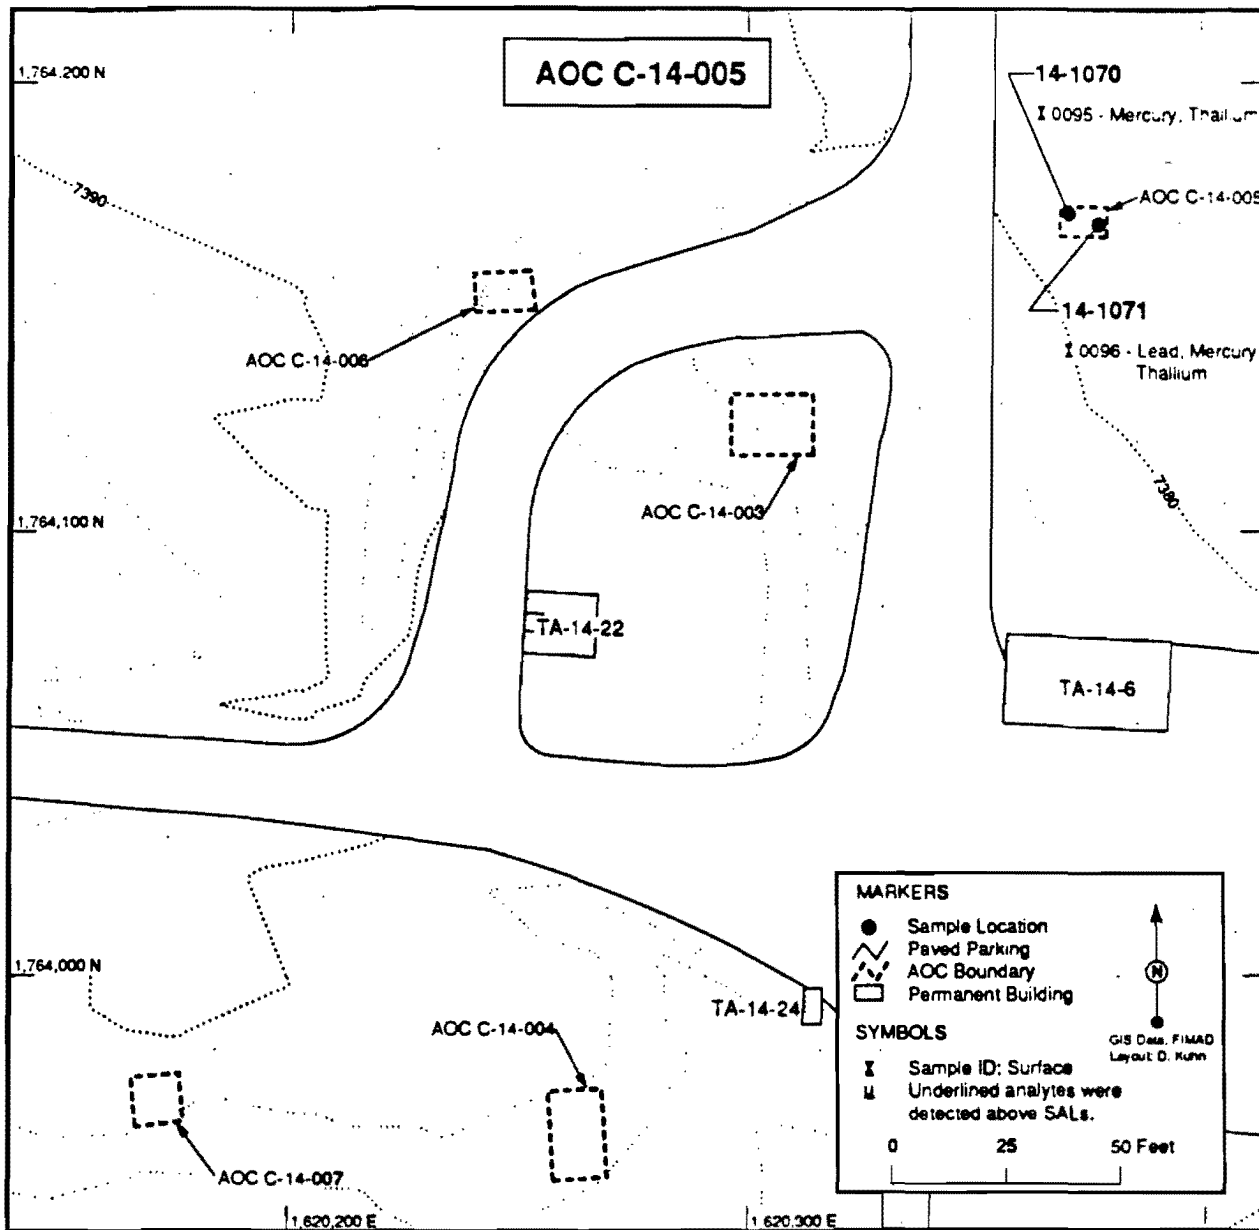 AOC C-14-005
1,764,200 N
14-1070
0095 - Mercury, Thallium
AOC C-14-005
7390
14-1071
0096 - Lead, Mercury
Thallium
AOC C-14-006
AOC C-14-003
7380
1,764,100 N
TA-14-22
TA-14-6
MARKERS
Sample Location
Paved Parking
AOC Boundary
Permanent Building
N
GIS Data: FIMAD
Layout: D. Kuhn
SYMBOLS
Sample ID: Surface
Underlined analytes were
detected above SALs.
0 25 50 Feet
1,764,000 N
TA-14-24
AOC C-14-004
AOC C-14-007
1,620,200 E
1,620,300 E